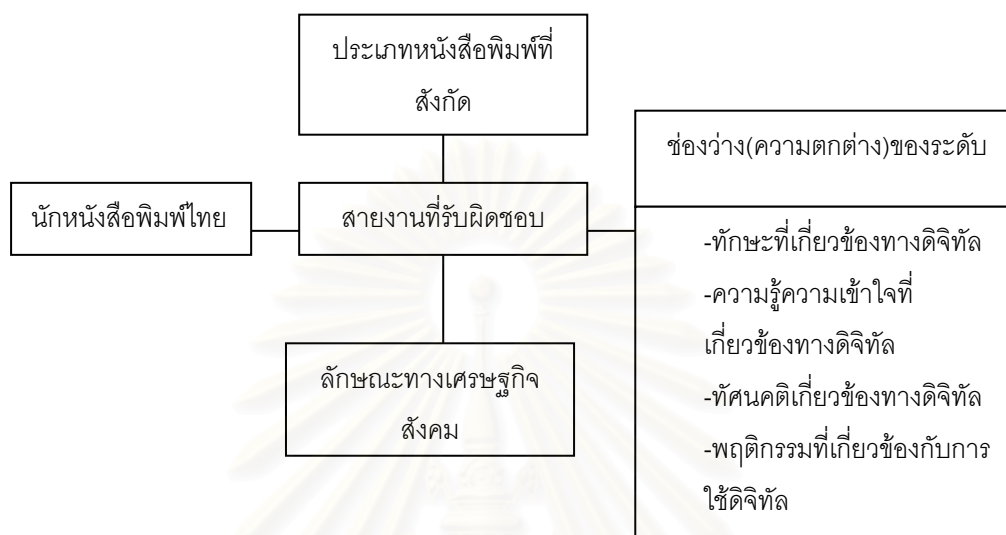 ประเภทหนังสือพิมพ์ที่
สังกัด
ช่องว่าง(ความตกต่าง)ของระดับ
นักหนังสือพิมพ์ไทย
สายงานที่รับผิดชอบ
-ทักษะที่เกี่ยวข้องทางดิจิทัล
-ความรู้ความเข้าใจที่
เกี่ยวข้องทางดิจิทัล
ลักษณะทางเศรษฐกิจ
สังคม
-ทัศนคติเกี่ยวข้องทางดิจิทัล
-พฤติกรรมที่เกี่ยวข้องกับการ
ใช้ดิจิทัล